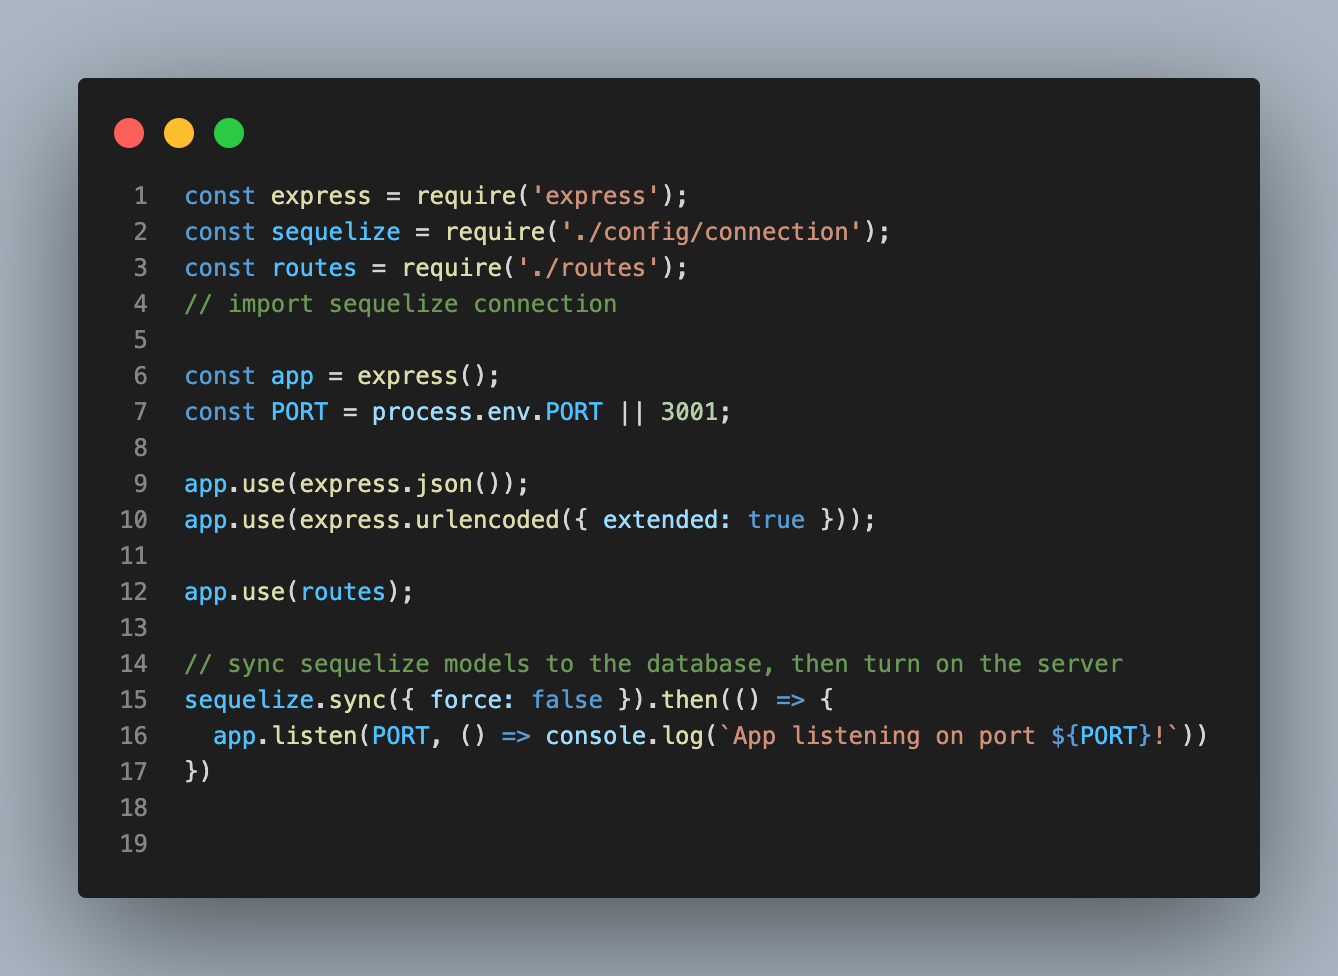 1 const express = require('express');
2 const sequelize = require('./config/connection');
3 const routes = require('./routes');
4 // import sequelize connection
5
6 const app = express();
7 const PORT = process.env.PORT || 3001;
8
9 app.use(express.json());
10 app.use(express.urlencoded({ extended: true }));
11
12 app.use(routes);
13
14 // sync sequelize models to the database, then turn on the server
15 sequelize.sync({ force: false }).then(() => {
16   app.listen(PORT, () => console.log(`App listening on port ${PORT}!`))
17 })
18
19